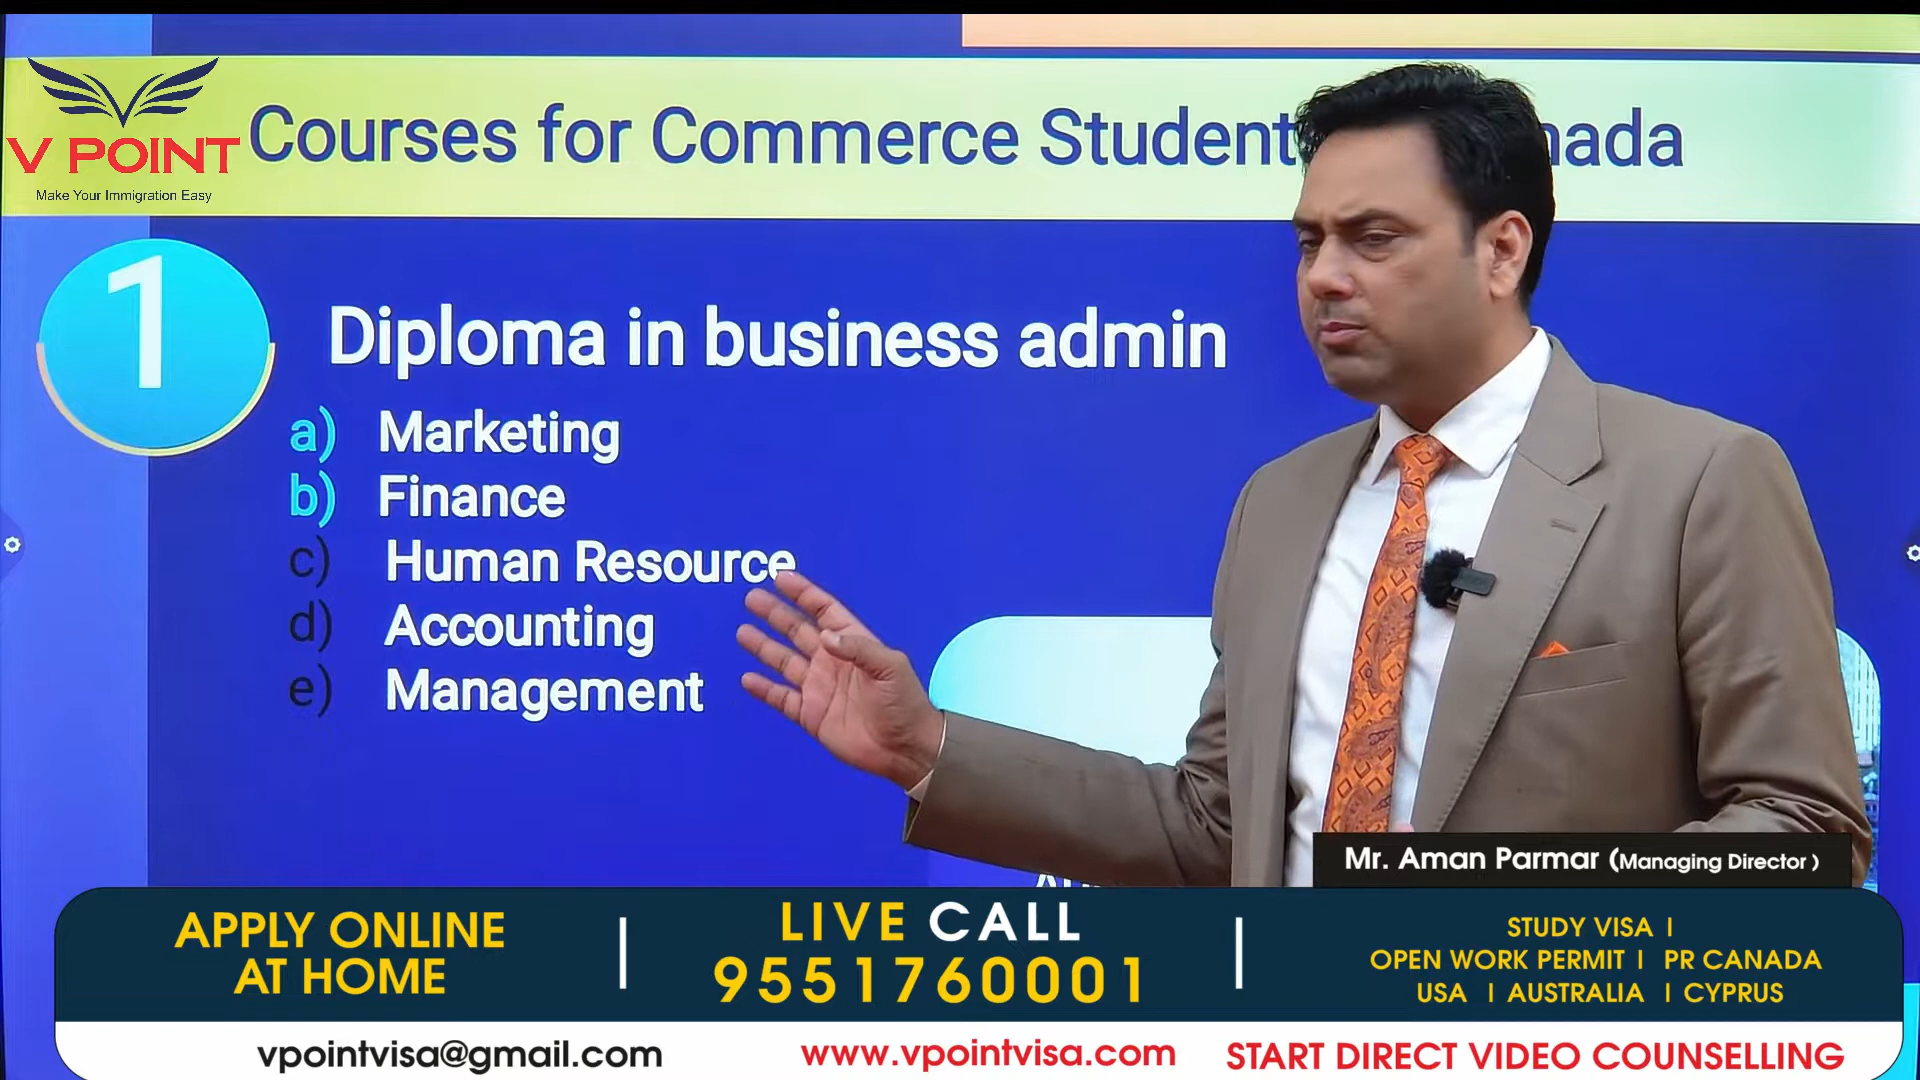 V POINT
Make Your Immigration Easy
Courses for Commerce Student nada
1
Diploma in business admin
a) Marketing
b) Finance
c) Human Resource
d) Accounting
e) Management
Mr. Aman Parmar (Managing Director )
APPLY ONLINE
AT HOME
LIVE CALL
9551760001
STUDY VISA |
OPEN WORK PERMIT | PR CANADA
USA | AUSTRALIA | CYPRUS
vpointvisa@gmail.com
www.vpointvisa.com
START DIRECT VIDEO COUNSELLING